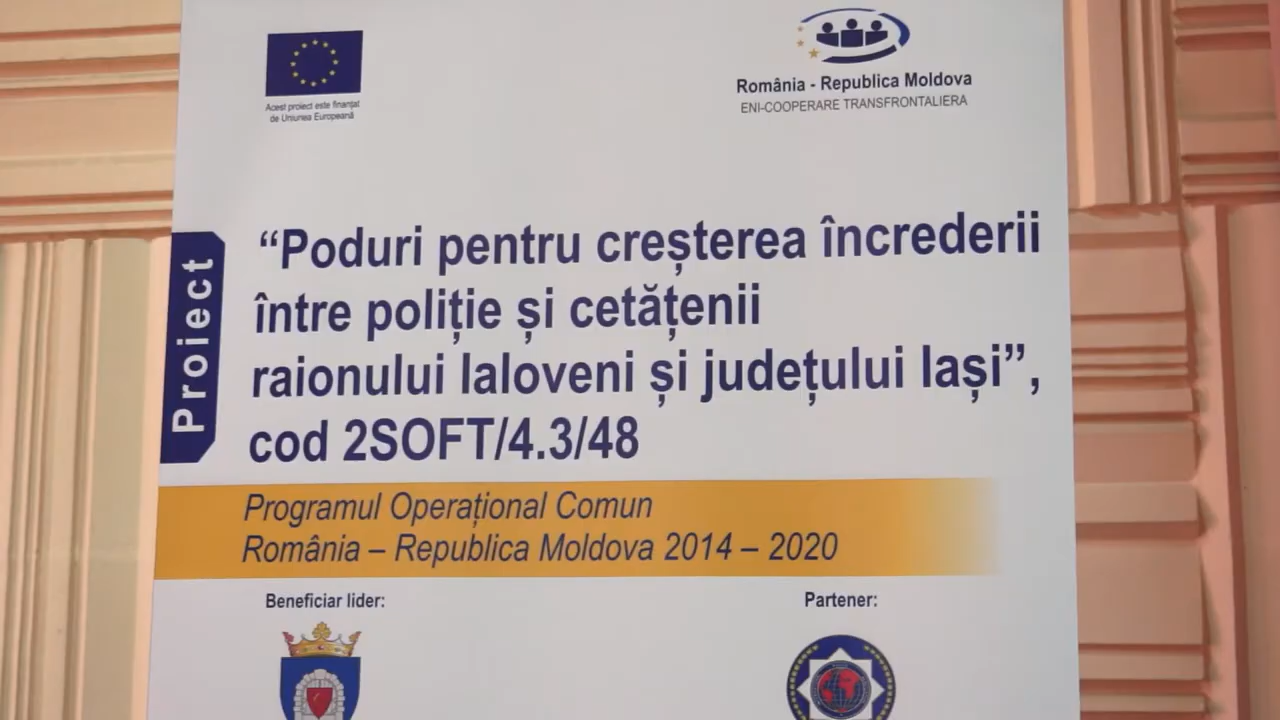 Acest proiect este finanțat
de Uniunea Europeană
România - Republica Moldova
ENI-COOPERARE TRANSFRONTALIERA
Proiect
“Poduri pentru creșterea încrederii
între poliție și cetățenii
raionului Ialoveni și județului Iași”,
cod 2SOFT/4.3/48
Programul Operațional Comun
România – Republica Moldova 2014 – 2020
Beneficiar lider:
Partener: